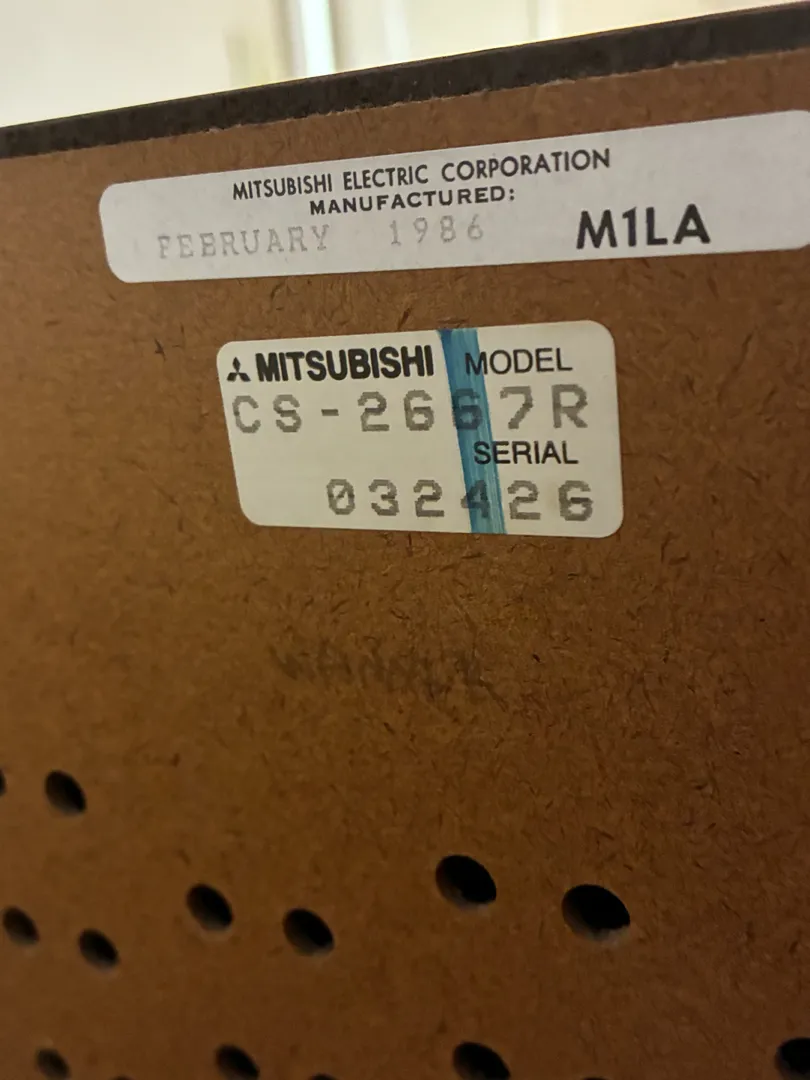 MITSUBISHI ELECTRIC CORPORATION
MANUFACTURED:
FEBRUARY 1986 M1LA
MITSUBISHI MODEL
CS-2667R
SERIAL
032426